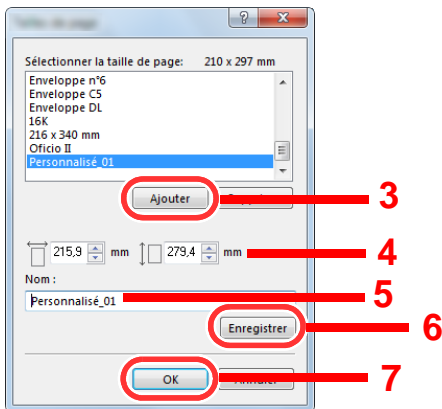 Sélectionner la taille de page: 210 x 297 mm
Enveloppe n°6
Enveloppe C5
Enveloppe DL
16K
216 x 340 mm
Oficio II
Personnalisé_01
Ajouter
3
215,9 mm 279,4 mm
4
Nom :
Personnalisé_01
5
Enregistrer
6
OK
7